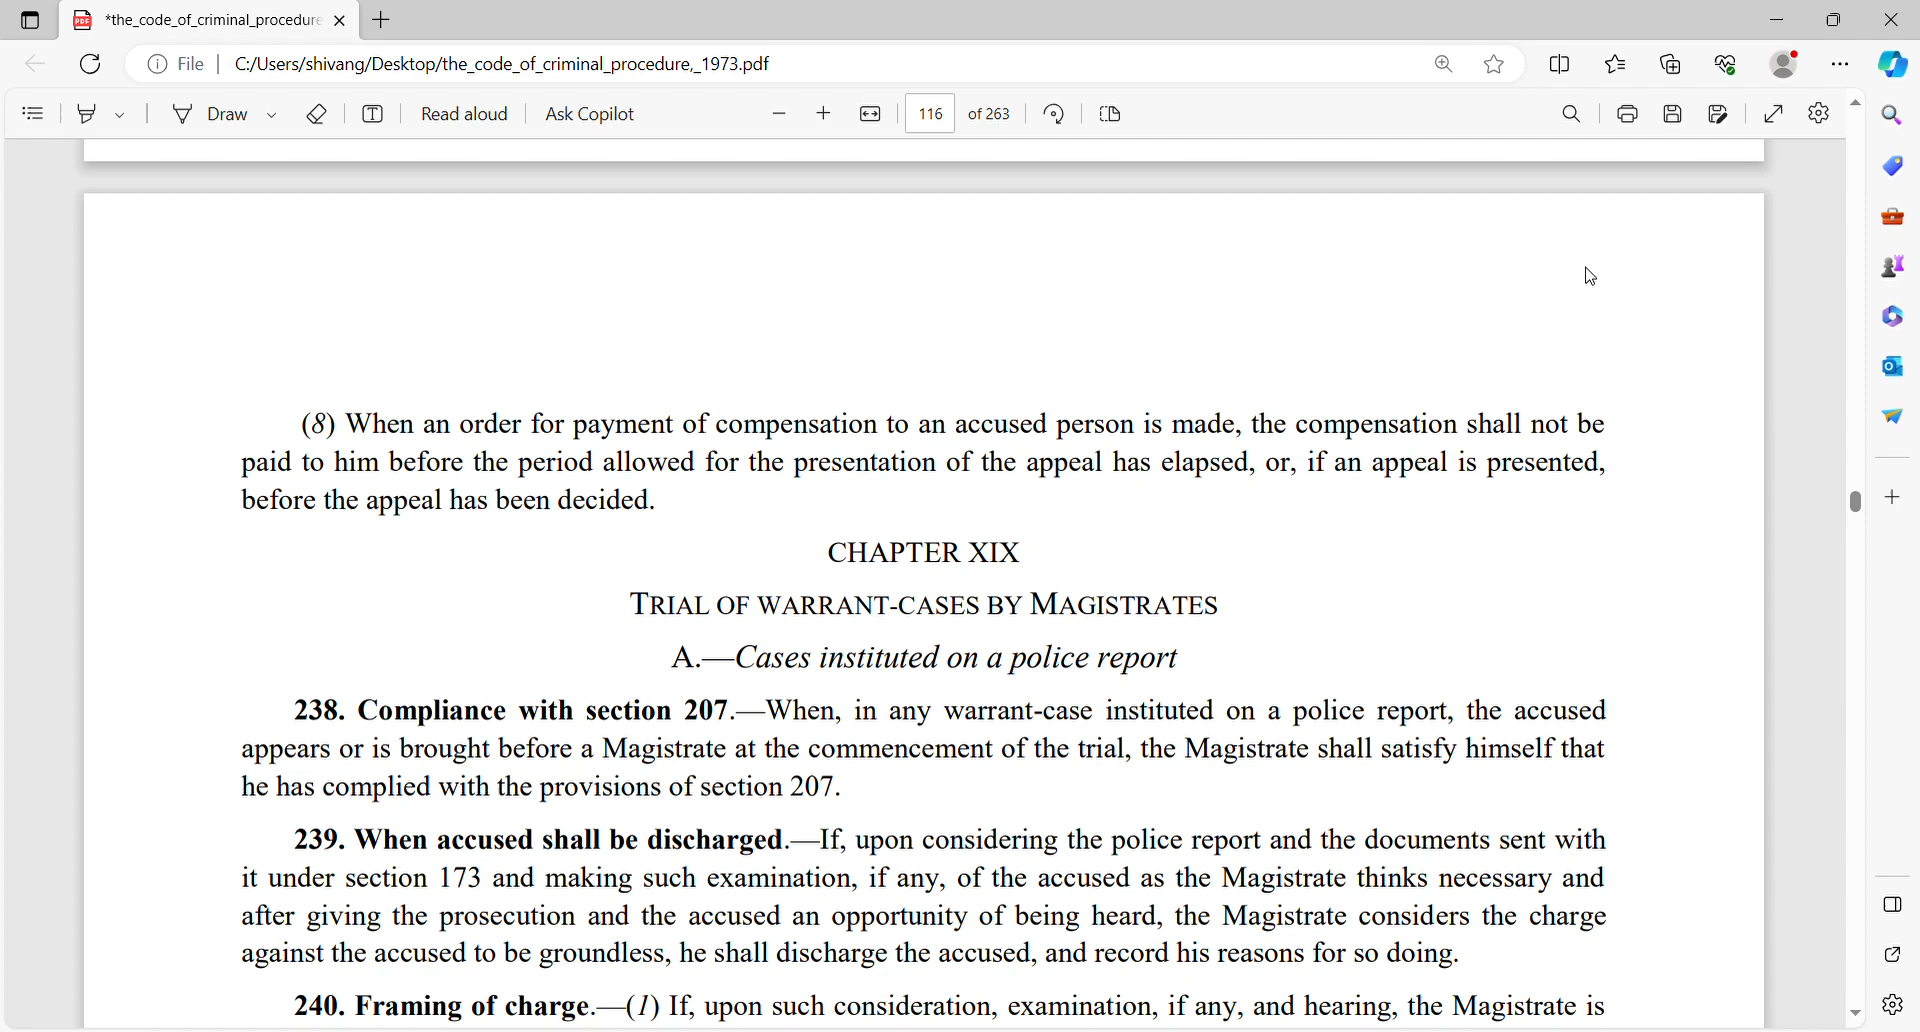 *the_code_of_criminal_procedure
File
C:/Users/shivang/Desktop/the_code_of_criminal_procedure,_1973.pdf
Draw
Read aloud
Ask Copilot
116 of 263
(8) When an order for payment of compensation to an accused person is made, the compensation shall not be
paid to him before the period allowed for the presentation of the appeal has elapsed, or, if an appeal is presented,
before the appeal has been decided.
CHAPTER XIX
TRIAL OF WARRANT-CASES BY MAGISTRATES
A.—Cases instituted on a police report
238. Compliance with section 207.—When, in any warrant-case instituted on a police report, the accused
appears or is brought before a Magistrate at the commencement of the trial, the Magistrate shall satisfy himself that
he has complied with the provisions of section 207.
239. When accused shall be discharged.—If, upon considering the police report and the documents sent with
it under section 173 and making such examination, if any, of the accused as the Magistrate thinks necessary and
after giving the prosecution and the accused an opportunity of being heard, the Magistrate considers the charge
against the accused to be groundless, he shall discharge the accused, and record his reasons for so doing.
240. Framing of charge.—(1) If, upon such consideration, examination, if any, and hearing, the Magistrate is